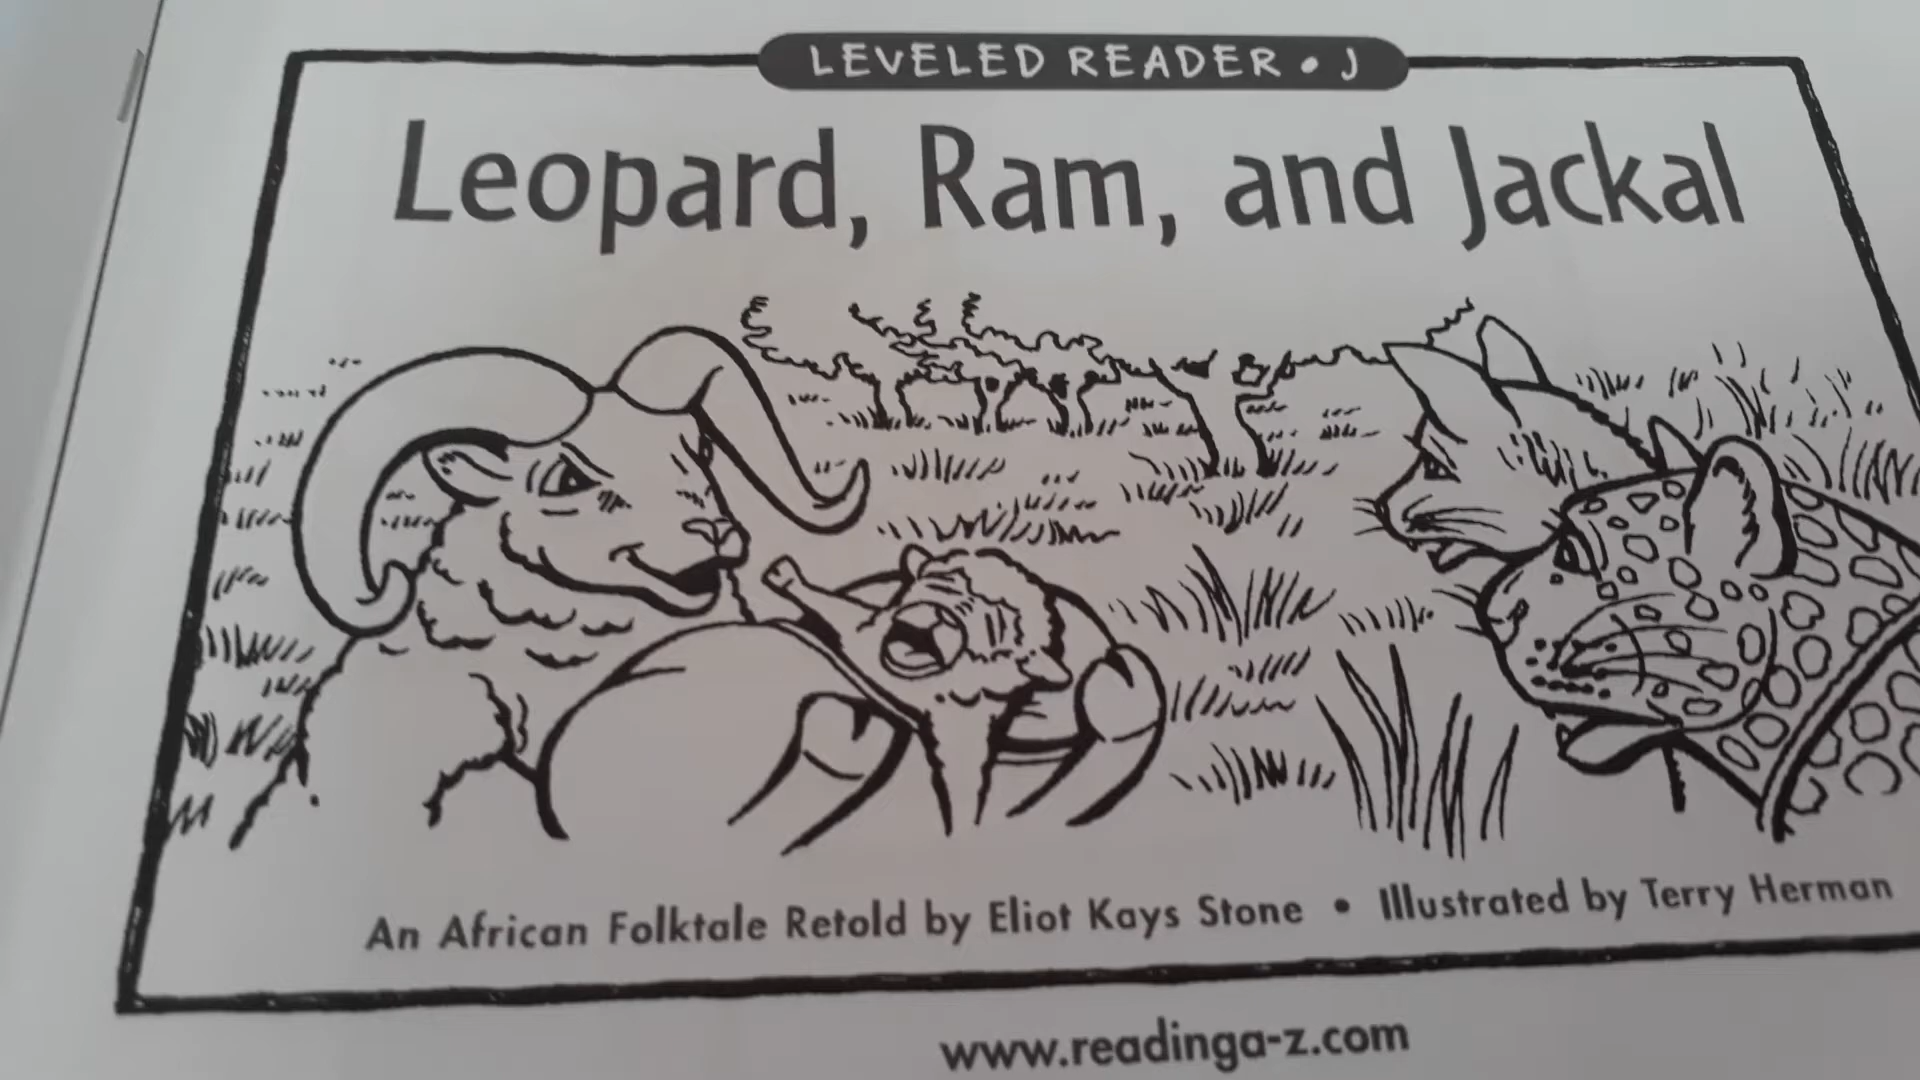 LEVELED READER • J
Leopard, Ram, and Jackal
An African Folktale Retold by Eliot Kays Stone • Illustrated by Terry Herman
www.readinga-z.com